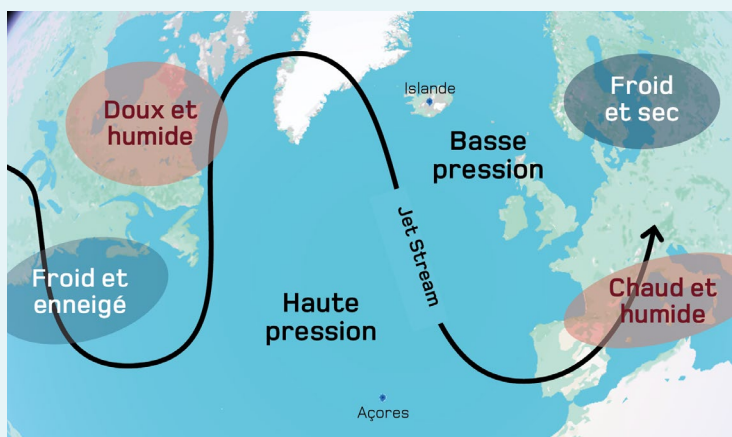 Doux et
humide
Islande
Froid
et sec
Basse
pression
Jet Stream
Froid et
enneigé
Haute
pression
Chaud et
humide
Açores